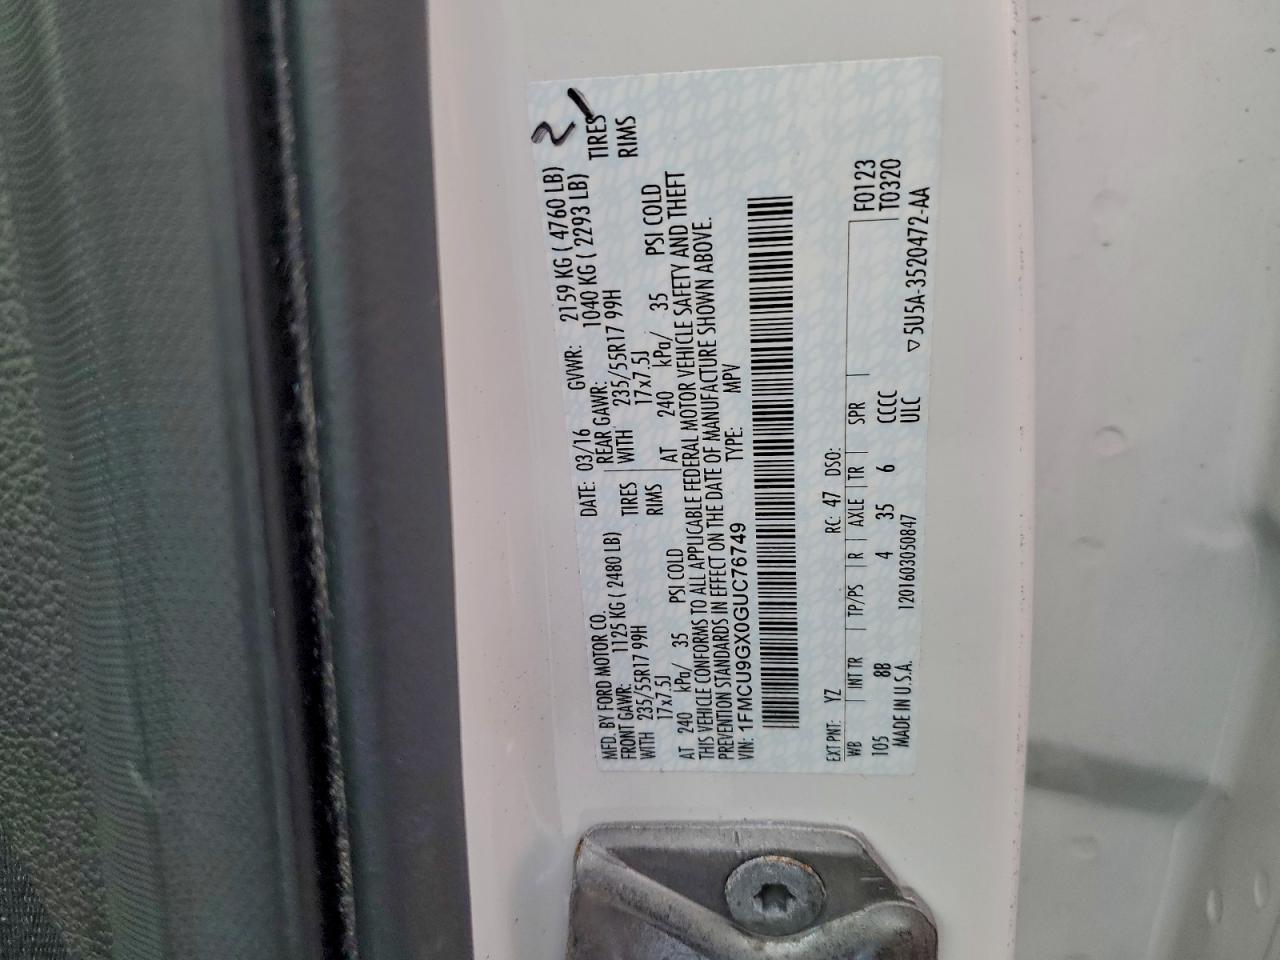 2/
MFD. BY FORD MOTOR CO.
DATE: 03/16 GVWR: 2159 KG ( 4760 LB)
FRONT GAWR: 1125 KG ( 2480 LB) REAR GAWR: 1040 KG ( 2293 LB)
WITH 235/55R17 99H TIRES WITH 235/55R17 99H TIRES
17x7.5J RIMS 17x7.5J RIMS
AT 240 kPa/ 35 PSI COLD AT 240 kPa/ 35 PSI COLD
THIS VEHICLE CONFORMS TO ALL APPLICABLE FEDERAL MOTOR VEHICLE SAFETY AND THEFT
PREVENTION STANDARDS IN EFFECT ON THE DATE OF MANUFACTURE SHOWN ABOVE.
VIN: 1FMCU9GX0GUC76749 TYPE: MPV
EXT PNT: YZ RC: 47 DSO: F0123
WB INT TR TP/PS R AXLE TR SPR T0320
105 8B 4 35 6 CCCC
MADE IN U.S.A. 1201603050847 ULC ▽5U5A-3520472-AA